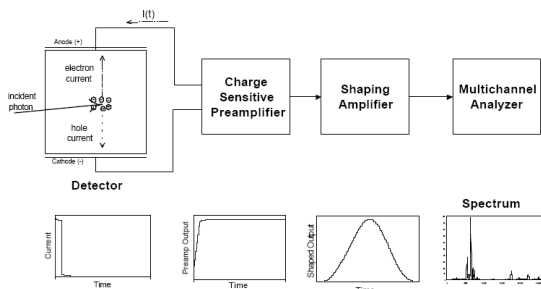 I(t)
Anode (+)
electron
current
incident
photon
hole
current
Cathode (-)
Detector
Charge
Sensitive
Preamplifier
Shaping
Amplifier
Multichannel
Analyzer
Spectrum
Current
Time
Preamp Output
Time
Shaped Output
Time